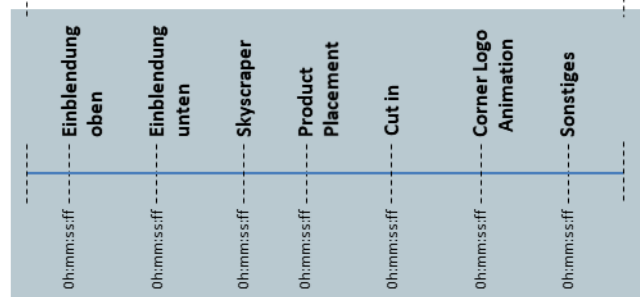 Einblendung
oben
Einblendung
unten
Skyscraper
Product
Placement
Cut in
Corner Logo
Animation
Sonstiges
0h:mm:ss:ff
0h:mm:ss:ff
0h:mm:ss:ff
0h:mm:ss:ff
0h:mm:ss:ff
0h:mm:ss:ff
0h:mm:ss:ff